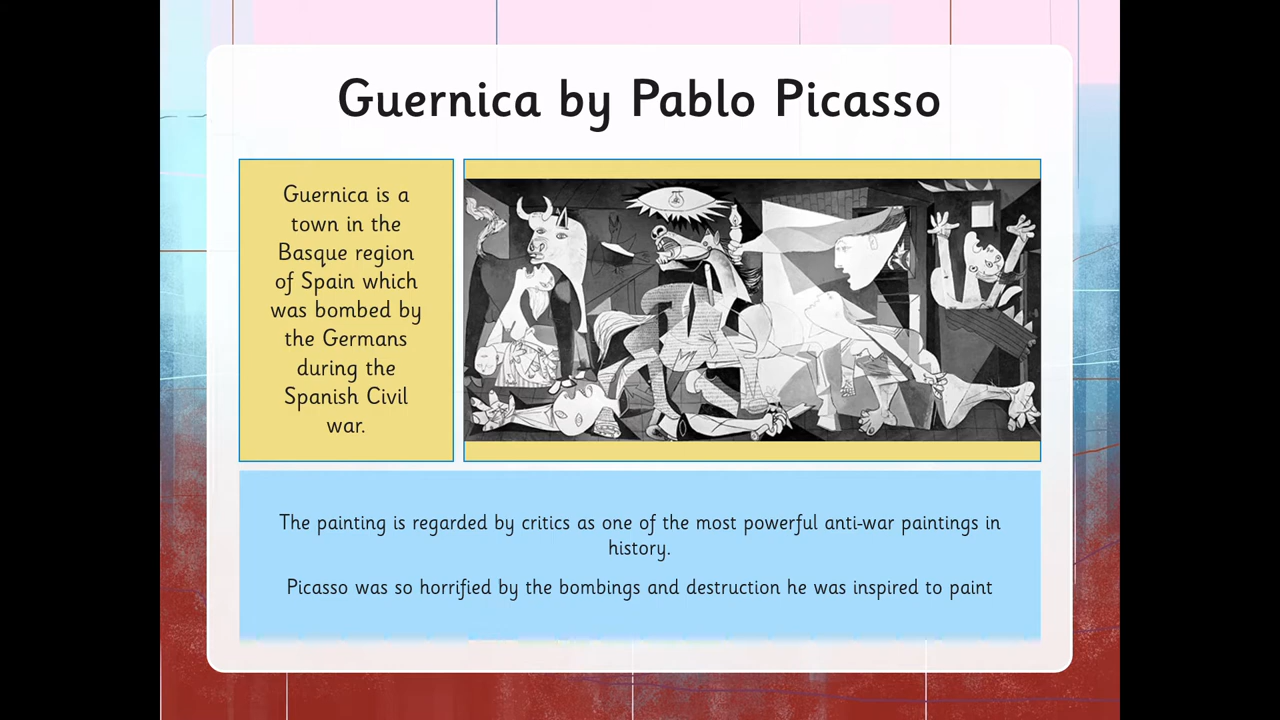 Guernica by Pablo Picasso
Guernica is a
town in the
Basque region
of Spain which
was bombed by
the Germans
during the
Spanish Civil
war.
The painting is regarded by critics as one of the most powerful anti-war paintings in
history.
Picasso was so horrified by the bombings and destruction he was inspired to paint